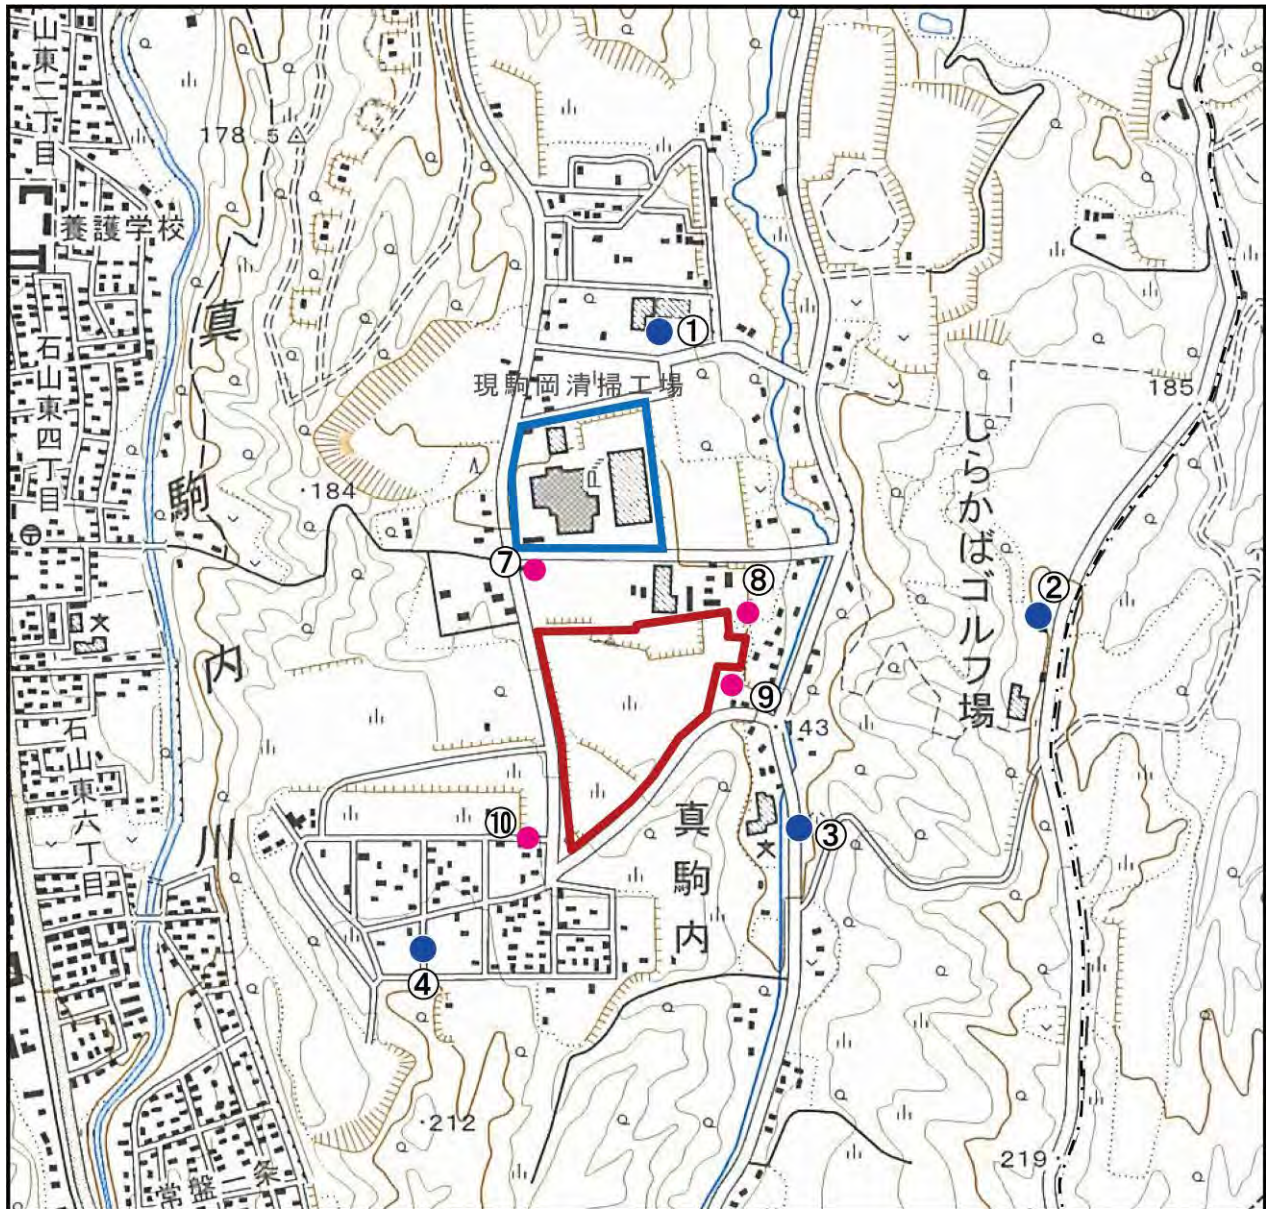 山東二丁目
178.5
養護学校
真駒内川
石山東四丁目
①
現駒岡清掃工場
185
しらかばゴルフ場
184
⑦
⑧
②
⑨
143
石山東六丁目
⑩
③
真駒内
④
212
219
常盤一条